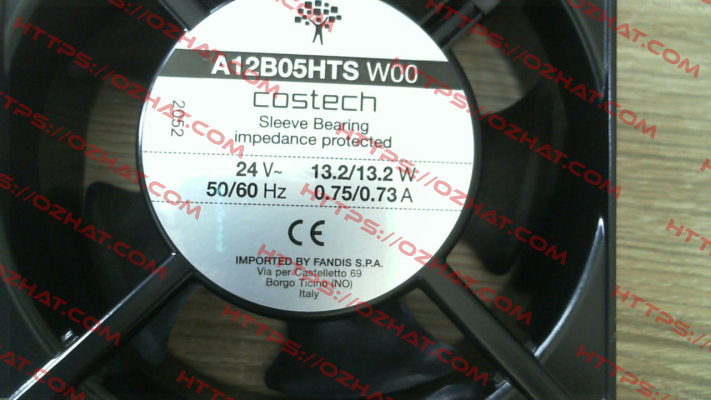 A12B05HTS W00
costech
Sleeve Bearing
impedance protected
24 V~ 13.2/13.2 W
50/60 Hz 0.75/0.73 A
CE
IMPORTED BY FANDIS S.P.A.
Via per Castelletto 69
Borgo Ticino (NO)
Italy
2052
HTTPS://OZHAT.COM